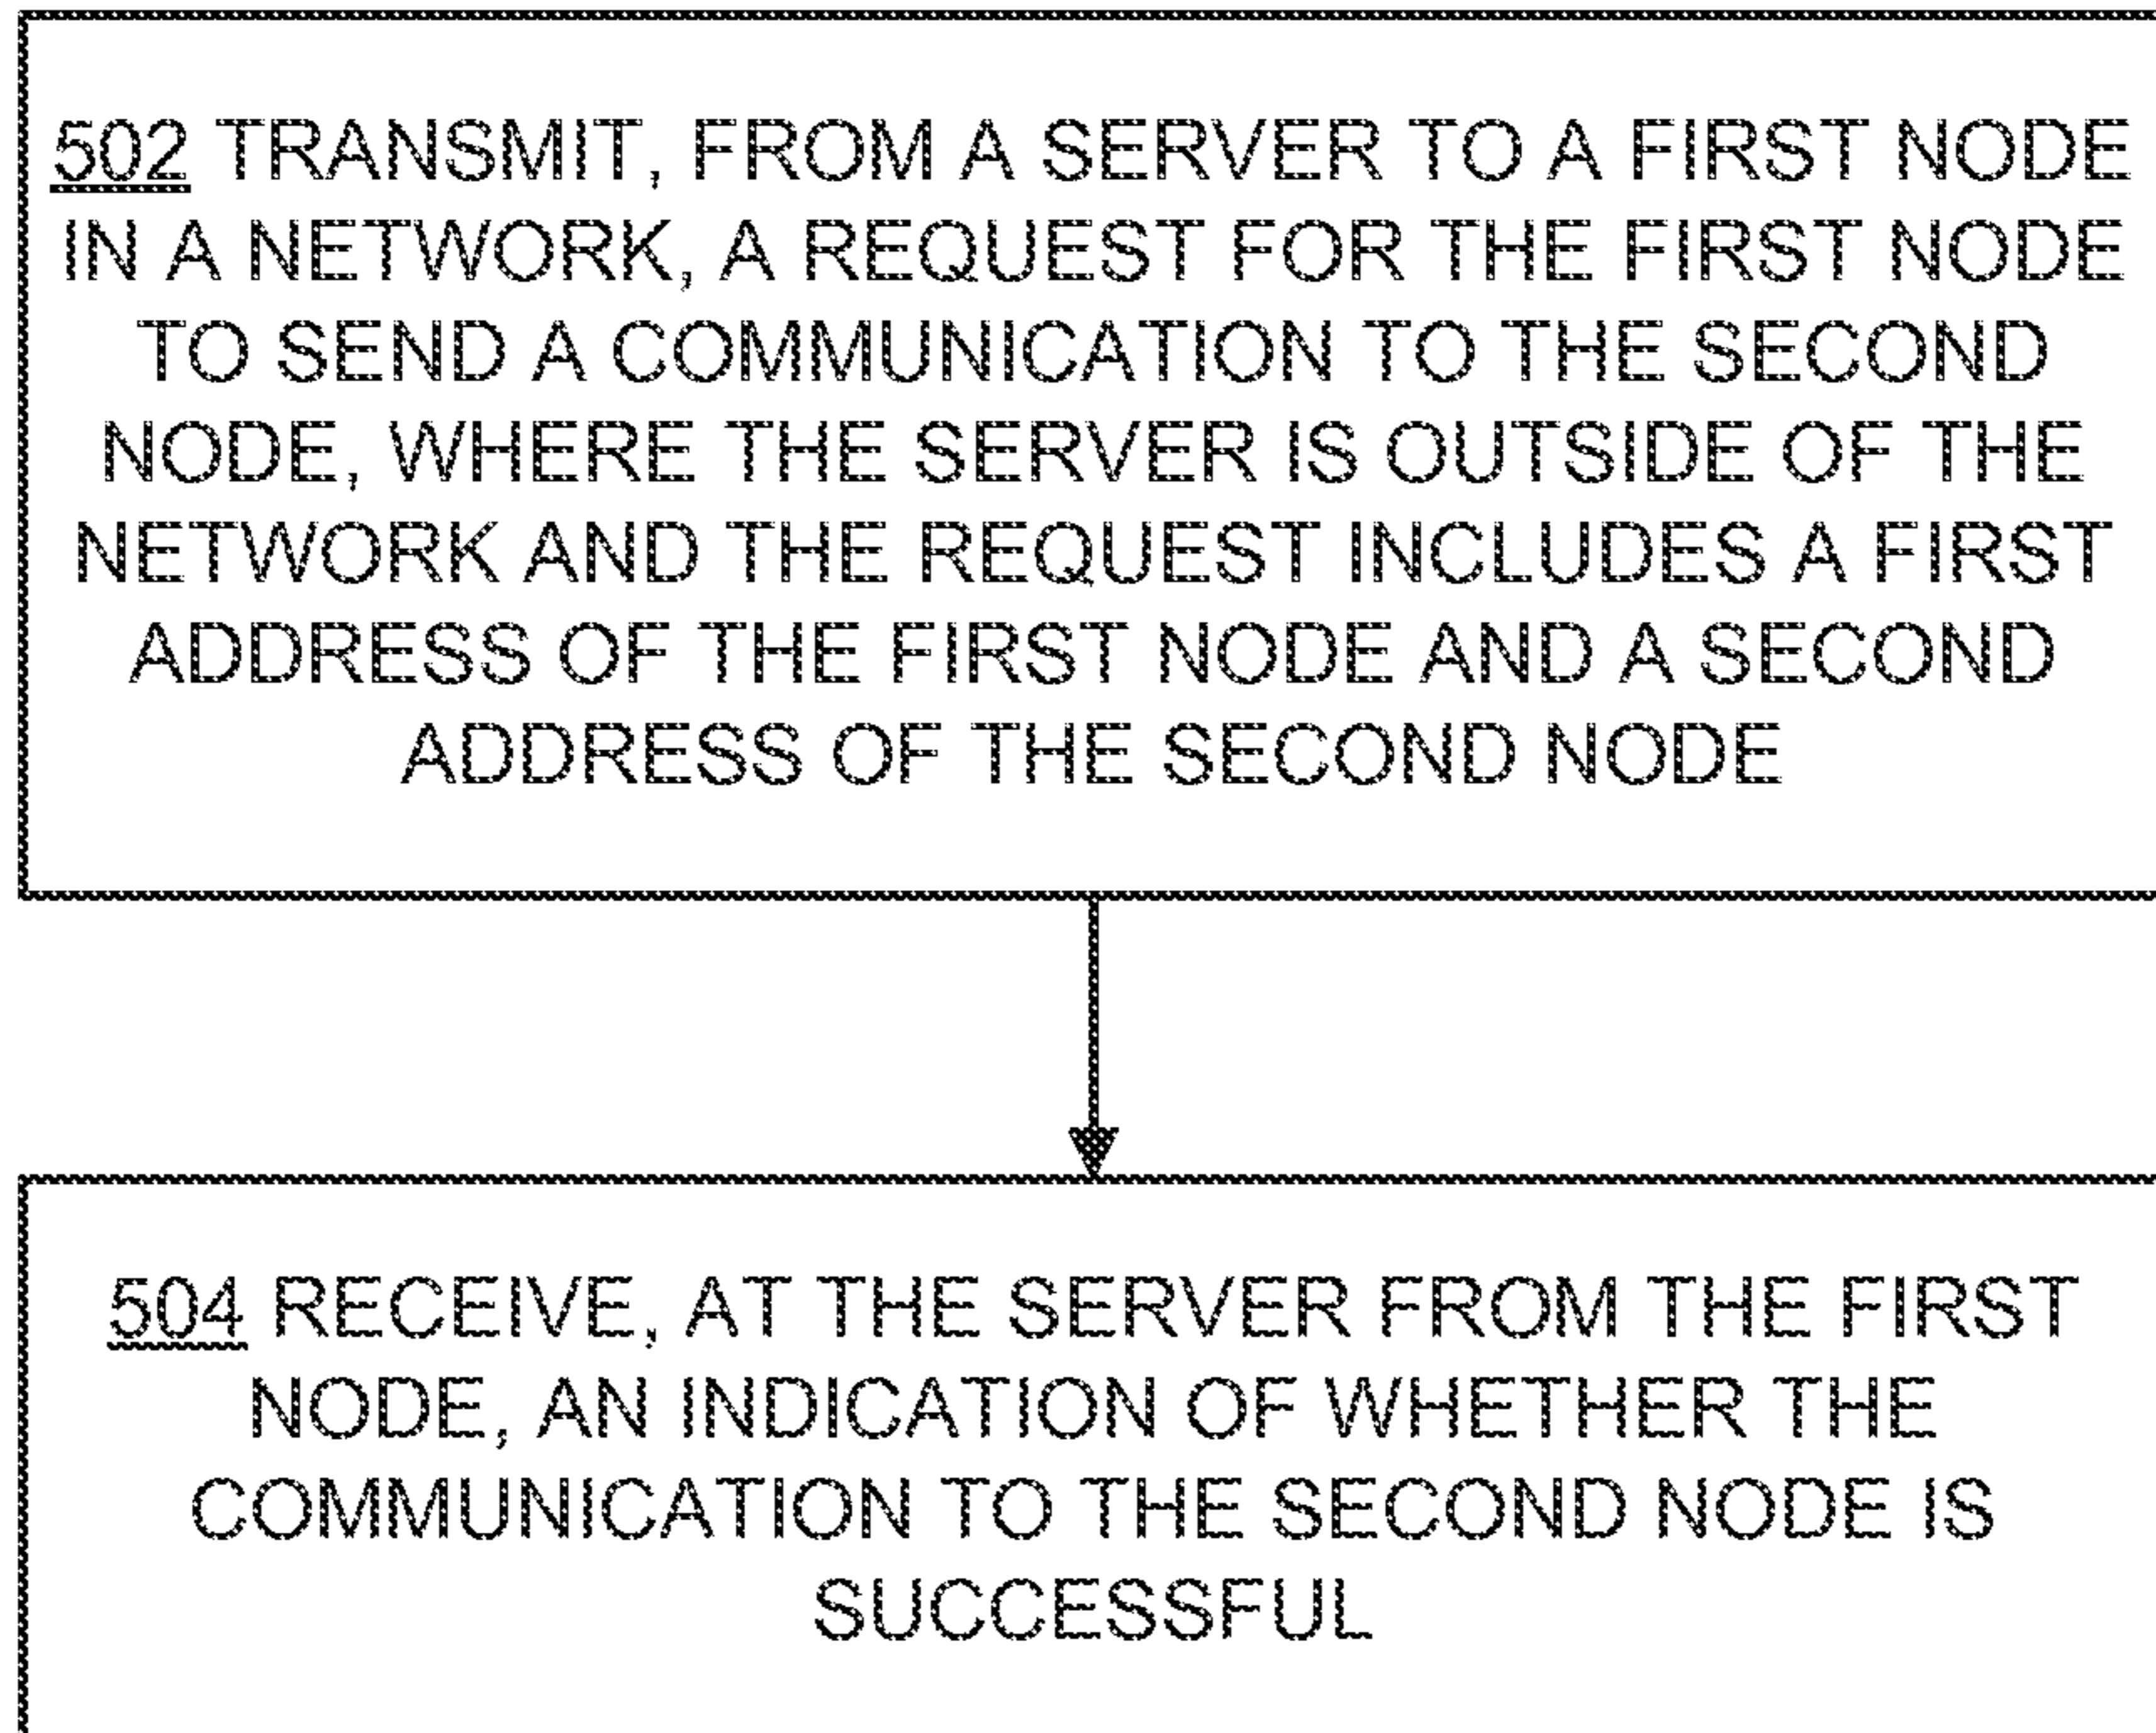 502 TRANSMIT, FROM A SERVER TO A FIRST NODE
IN A NETWORK, A REQUEST FOR THE FIRST NODE
TO SEND A COMMUNICATION TO THE SECOND
NODE, WHERE THE SERVER IS OUTSIDE OF THE
NETWORK AND THE REQUEST INCLUDES A FIRST
ADDRESS OF THE FIRST NODE AND A SECOND
ADDRESS OF THE SECOND NODE
504 RECEIVE, AT THE SERVER FROM THE FIRST
NODE, AN INDICATION OF WHETHER THE
COMMUNICATION TO THE SECOND NODE IS
SUCCESSFUL